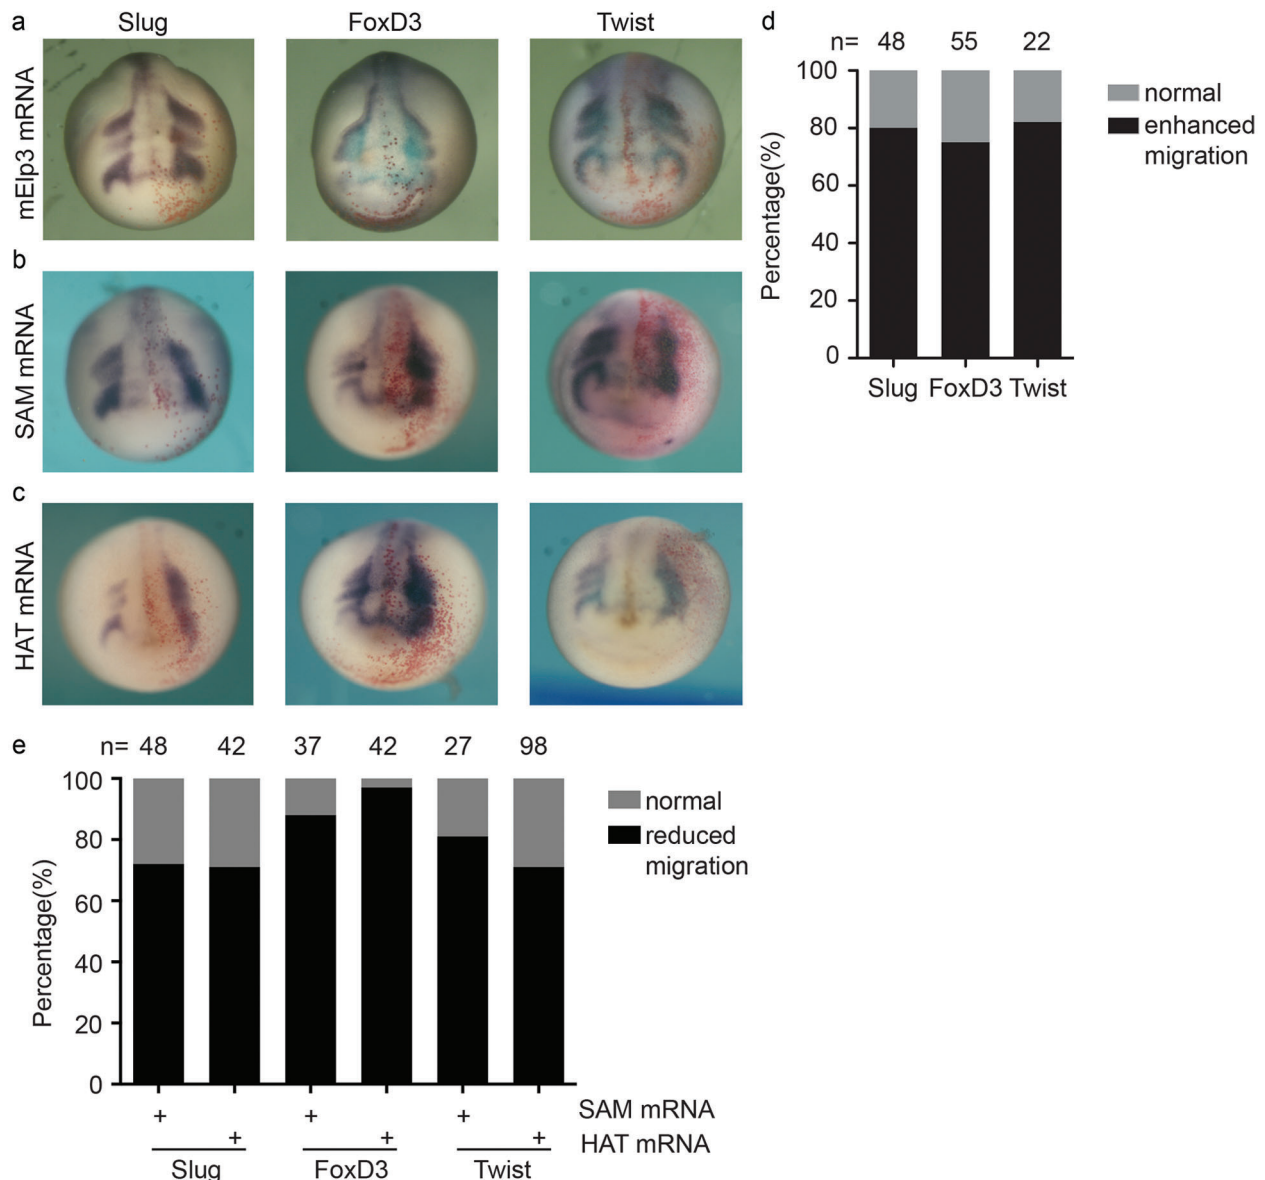 a
Slug
FoxD3
Twist
mElp3 mRNA
b
SAM mRNA
c
HAT mRNA
d
n= 48 55 22
100
80
60
40
20
0
Percentage(%)
Slug FoxD3 Twist
normal
enhanced
migration
e
n= 48 42 37 42 27 98
100
80
60
40
20
0
Percentage(%)
normal
reduced
migration
+ + + SAM mRNA
+ + + HAT mRNA
Slug FoxD3 Twist